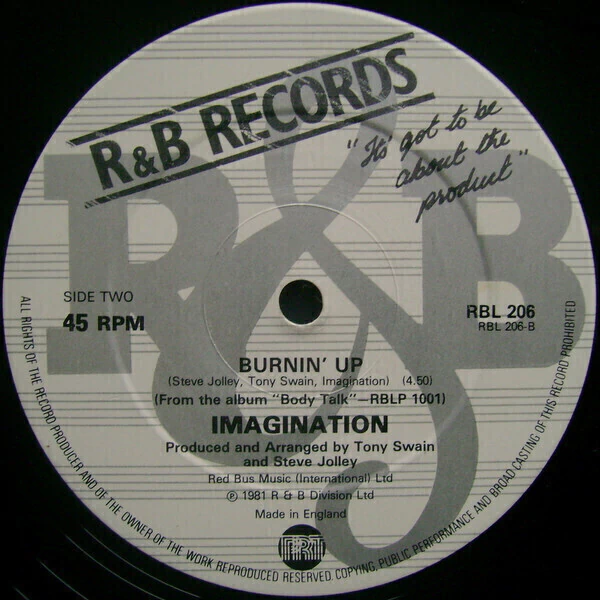 R&B RECORDS
"It's got to be
about the
product"
R&B
SIDE TWO
45 RPM
RBL 206
RBL 206-B
BURNIN' UP
(Steve Jolley, Tony Swain, Imagination) (4.50)
(From the album "Body Talk"—RBLP 1001)
IMAGINATION
Produced and Arranged by Tony Swain
and Steve Jolley
Red Bus Music (International) Ltd
Ⓟ 1981 R & B Division Ltd
Made in England
PRT
ALL RIGHTS OF THE RECORD PRODUCER AND OF THE OWNER OF THE WORK REPRODUCED RESERVED. COPYING, PUBLIC PERFORMANCE AND BROADCASTING OF THIS RECORD PROHIBITED